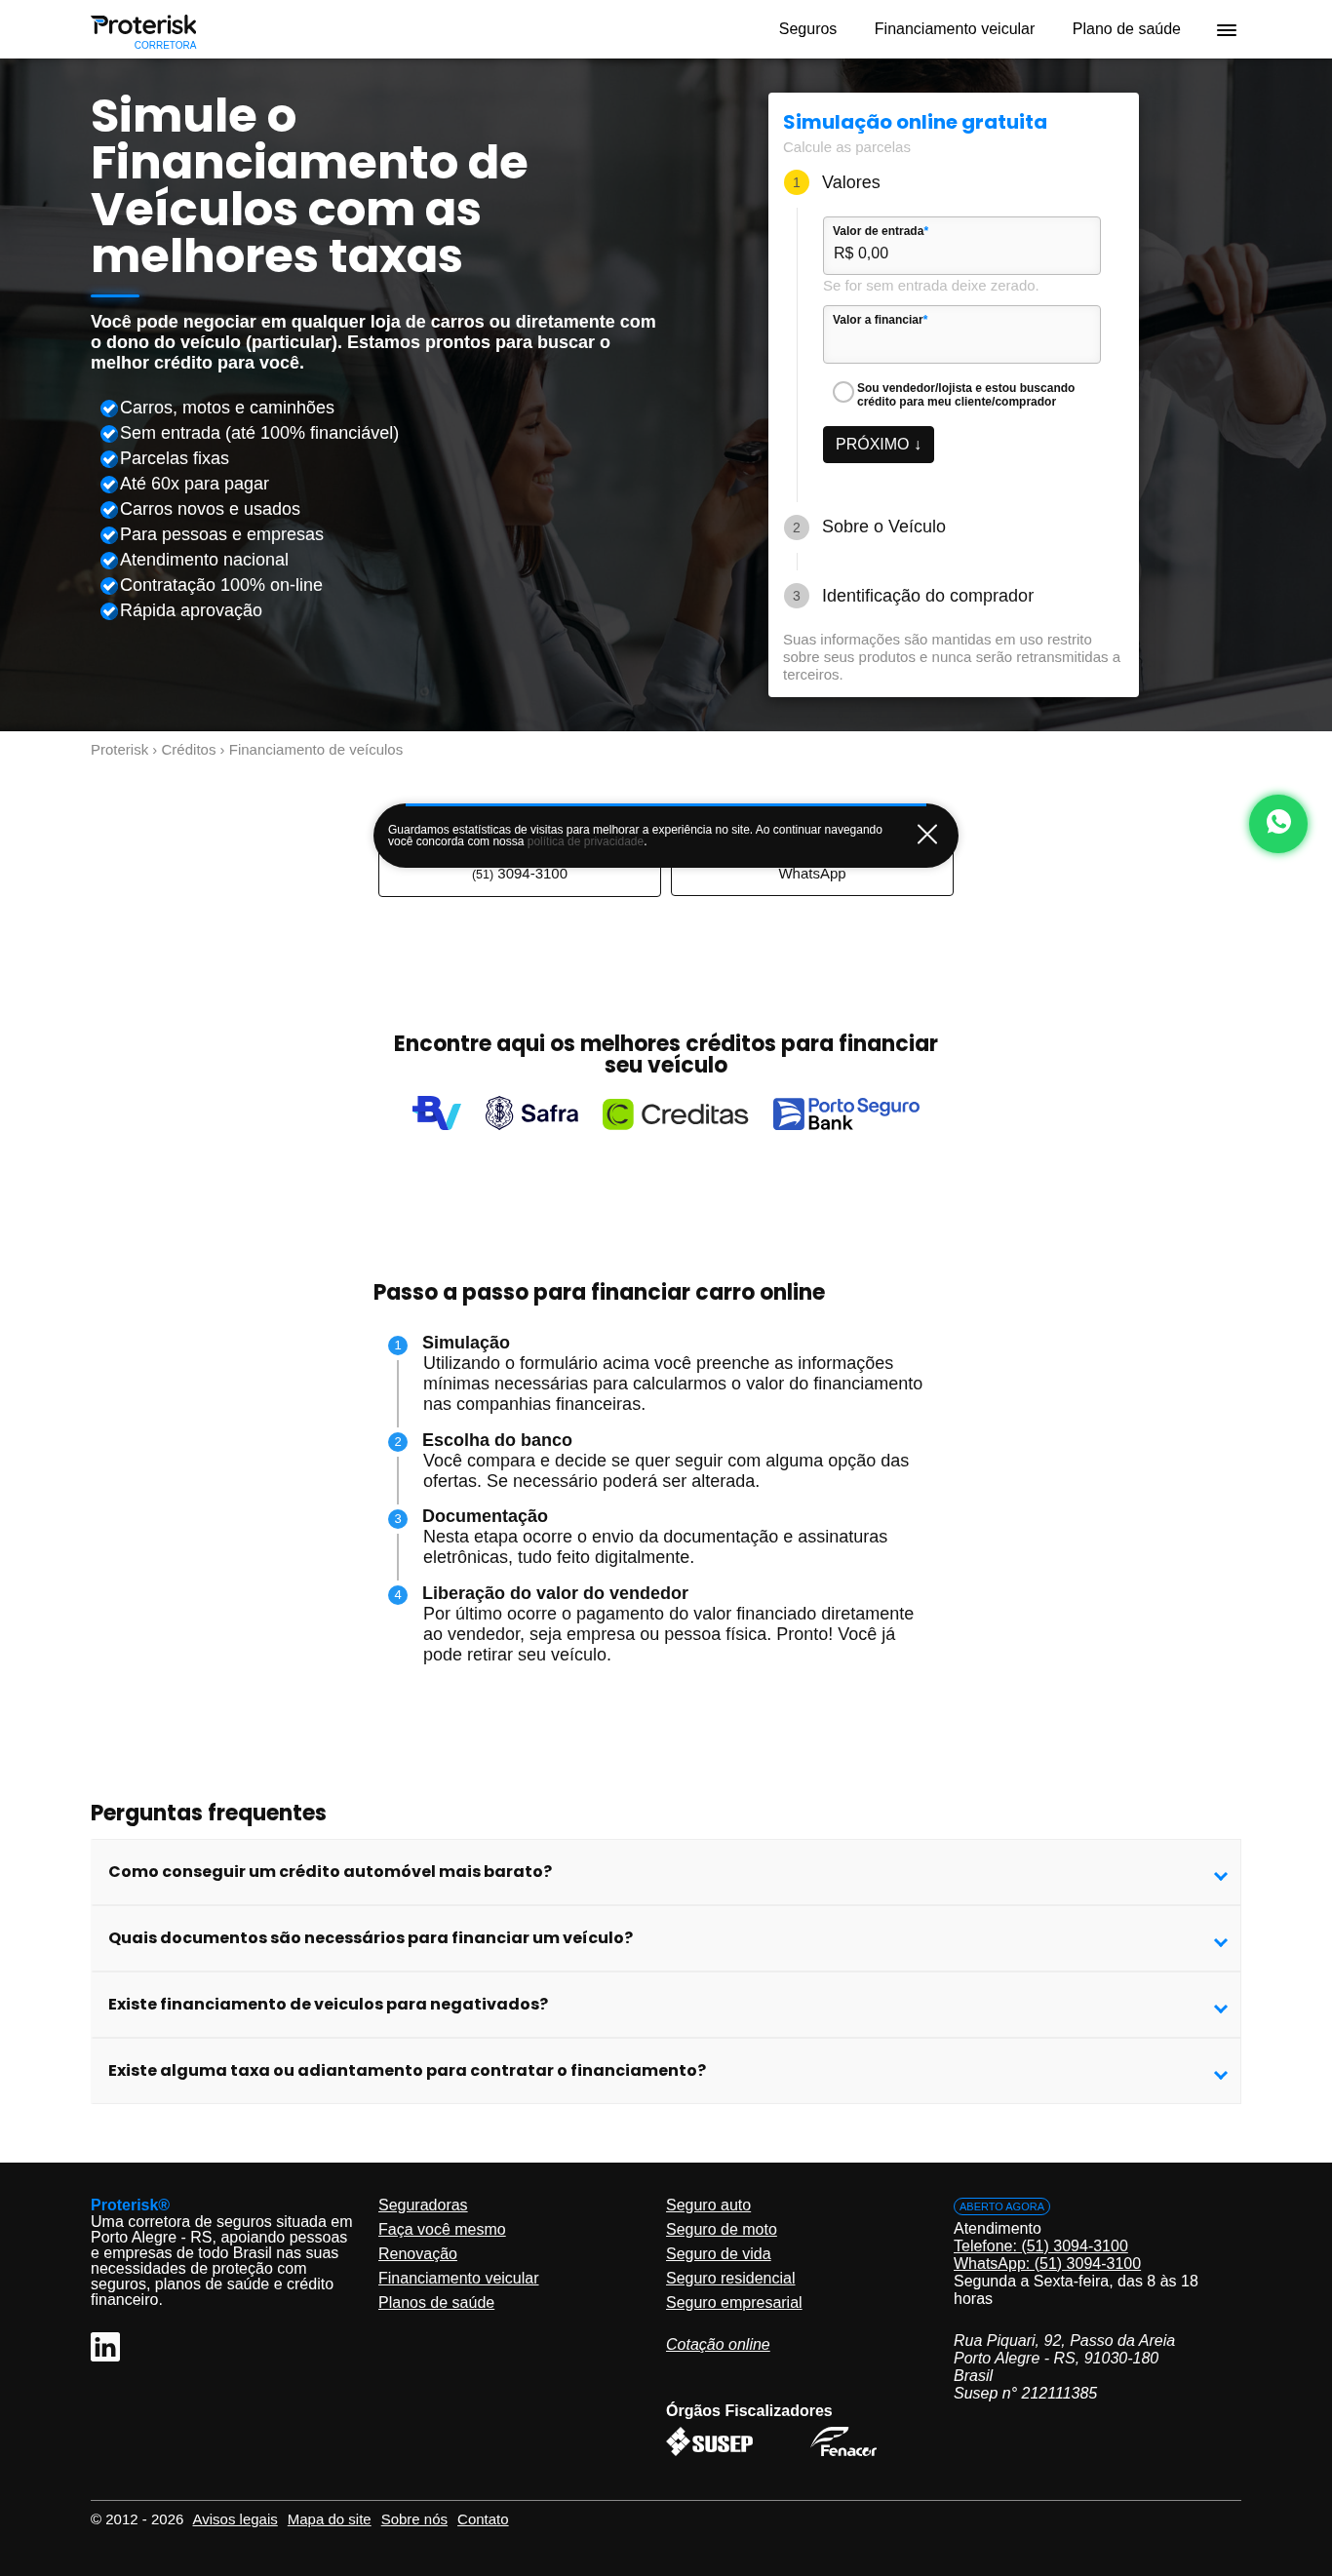 Proterisk
CORRETORA
Seguros
Financiamento veicular
Plano de saúde
Simule o
Financiamento de
Veículos com as
melhores taxas
Você pode negociar em qualquer loja de carros ou diretamente com
o dono do veículo (particular). Estamos prontos para buscar o
melhor crédito para você.
Carros, motos e caminhões
Sem entrada (até 100% financiável)
Parcelas fixas
Até 60x para pagar
Carros novos e usados
Para pessoas e empresas
Atendimento nacional
Contratação 100% on-line
Rápida aprovação
Simulação online gratuita
Calcule as parcelas
1 Valores
Valor de entrada*
R$ 0,00
Se for sem entrada deixe zerado.
Valor a financiar*
Sou vendedor/lojista e estou buscando
crédito para meu cliente/comprador
PRÓXIMO ↓
2 Sobre o Veículo
3 Identificação do comprador
Suas informações são mantidas em uso restrito
sobre seus produtos e nunca serão retransmitidas a
terceiros.
Proterisk › Créditos › Financiamento de veículos
Guardamos estatísticas de visitas para melhorar a experiência no site. Ao continuar navegando
você concorda com nossa política de privacidade.
(51) 3094-3100
WhatsApp
Encontre aqui os melhores créditos para financiar
seu veículo
BV
Safra
Creditas
Porto Seguro
Bank
Passo a passo para financiar carro online
1 Simulação
Utilizando o formulário acima você preenche as informações
mínimas necessárias para calcularmos o valor do financiamento
nas companhias financeiras.
2 Escolha do banco
Você compara e decide se quer seguir com alguma opção das
ofertas. Se necessário poderá ser alterada.
3 Documentação
Nesta etapa ocorre o envio da documentação e assinaturas
eletrônicas, tudo feito digitalmente.
4 Liberação do valor do vendedor
Por último ocorre o pagamento do valor financiado diretamente
ao vendedor, seja empresa ou pessoa física. Pronto! Você já
pode retirar seu veículo.
Perguntas frequentes
Como conseguir um crédito automóvel mais barato?
Quais documentos são necessários para financiar um veículo?
Existe financiamento de veiculos para negativados?
Existe alguma taxa ou adiantamento para contratar o financiamento?
Proterisk®
Uma corretora de seguros situada em
Porto Alegre - RS, apoiando pessoas
e empresas de todo Brasil nas suas
necessidades de proteção com
seguros, planos de saúde e crédito
financeiro.
in
Seguradoras
Faça você mesmo
Renovação
Financiamento veicular
Planos de saúde
Seguro auto
Seguro de moto
Seguro de vida
Seguro residencial
Seguro empresarial
Cotação online
Órgãos Fiscalizadores
SUSEP
Fenacor
ABERTO AGORA
Atendimento
Telefone: (51) 3094-3100
WhatsApp: (51) 3094-3100
Segunda a Sexta-feira, das 8 às 18
horas
Rua Piquari, 92, Passo da Areia
Porto Alegre - RS, 91030-180
Brasil
Susep n° 212111385
© 2012 - 2026 Avisos legais Mapa do site Sobre nós Contato